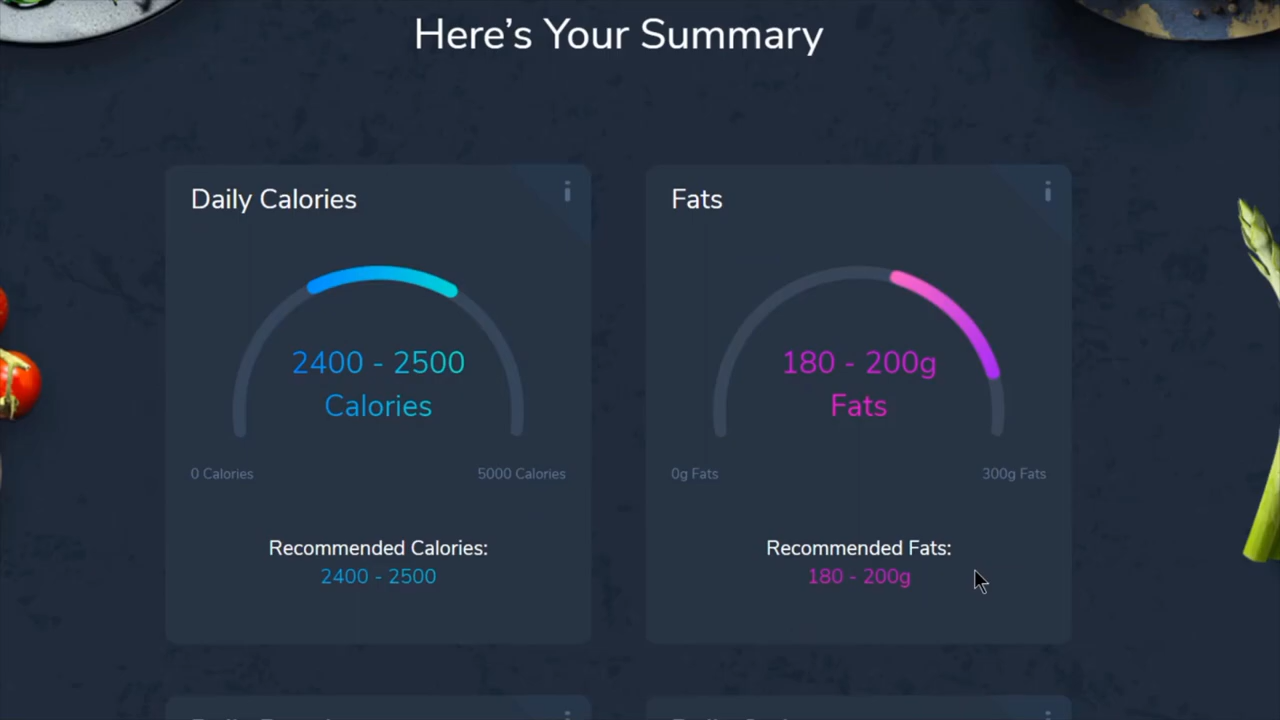 Here's Your Summary
Daily Calories
i
2400 - 2500
Calories
0 Calories
5000 Calories
Recommended Calories:
2400 - 2500
Fats
i
180 - 200g
Fats
0g Fats
300g Fats
Recommended Fats:
180 - 200g